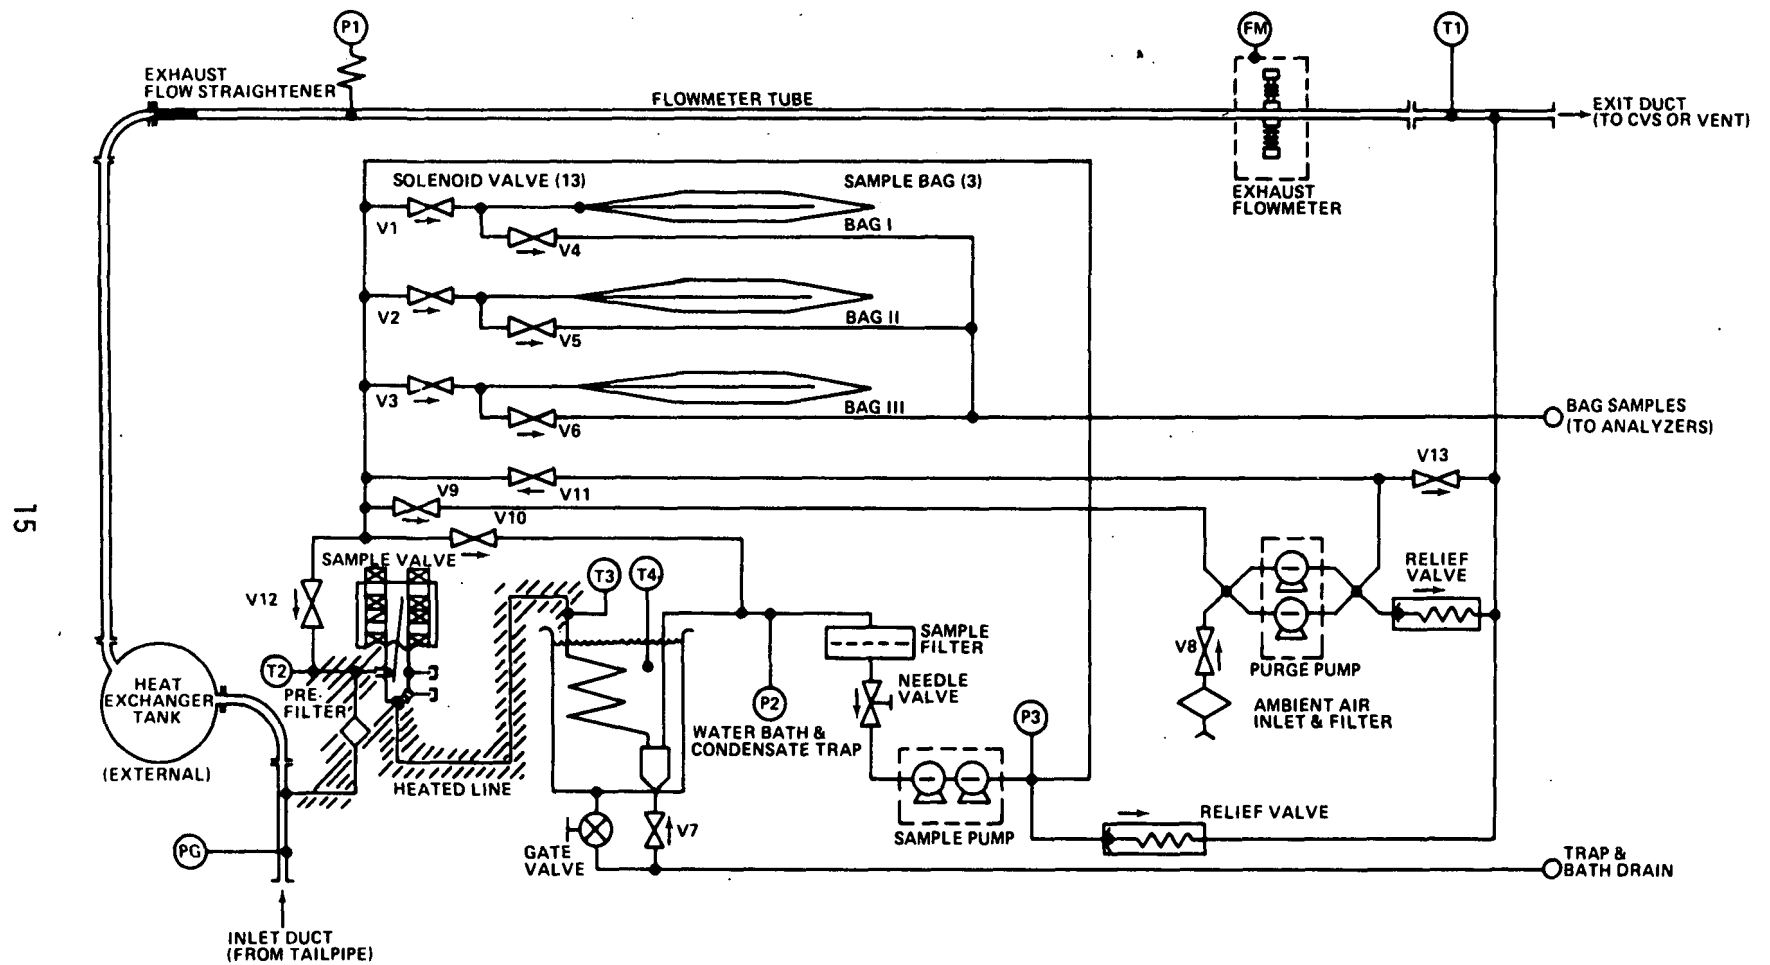 P1
FM
T1
EXHAUST
FLOW STRAIGHTENER
FLOWMETER TUBE
EXIT DUCT
(TO CVS OR VENT)
SOLENOID VALVE (13)
SAMPLE BAG (3)
EXHAUST
FLOWMETER
V1
BAG I
V4
V2
BAG II
V5
V3
BAG III
V6
BAG SAMPLES
(TO ANALYZERS)
V13
V9
V11
V10
15
SAMPLE VALVE
T3
T4
RELIEF
VALVE
V12
SAMPLE
FILTER
V8
PURGE PUMP
T2
PRE-
FILTER
HEAT
EXCHANGER
TANK
NEEDLE
VALVE
P2
P3
AMBIENT AIR
INLET & FILTER
WATER BATH &
CONDENSATE TRAP
(EXTERNAL)
HEATED LINE
RELIEF VALVE
SAMPLE PUMP
V7
PG
GATE
VALVE
TRAP &
BATH DRAIN
INLET DUCT
(FROM TAILPIPE)